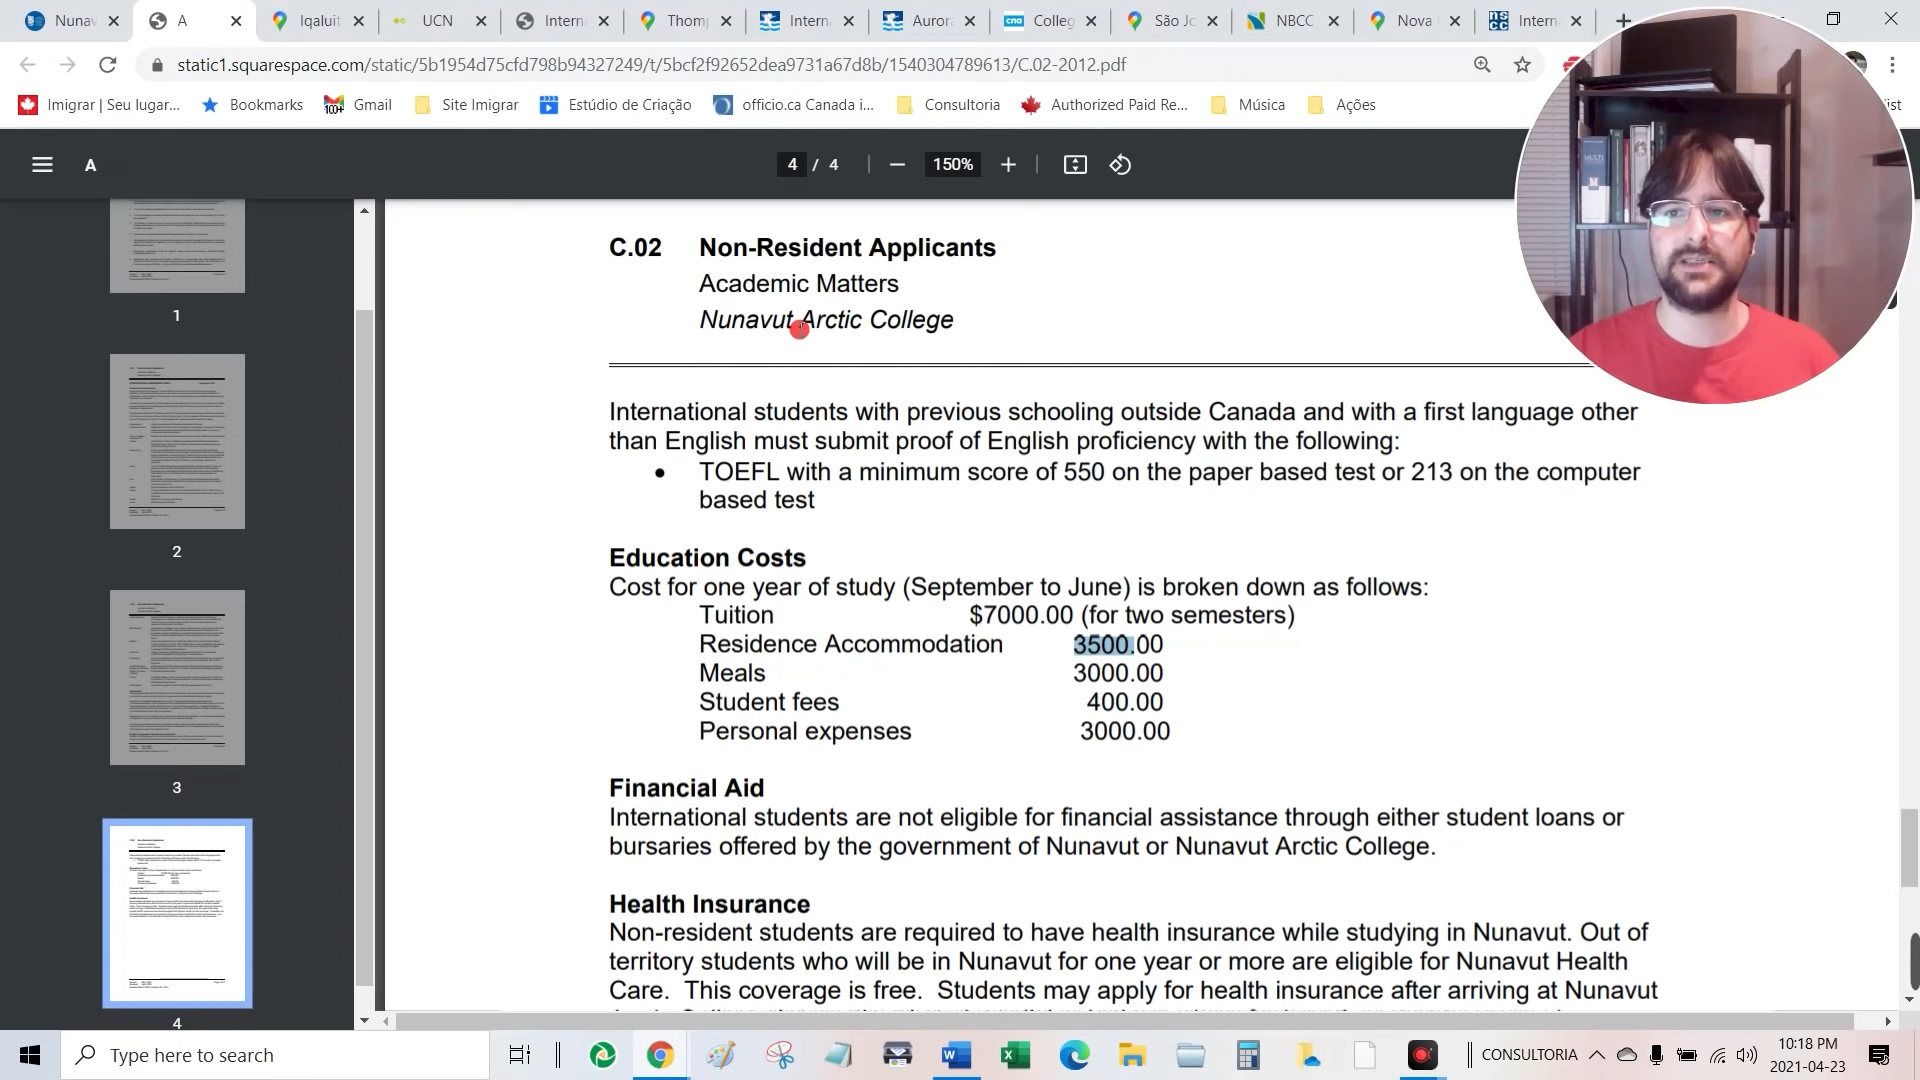 Nunav
A
Iqaluit
UCN
Intern
Thomp
Intern
Aurora
cna
Colleg
São Jo
NBCC
Nova
Intern
static1.squarespace.com/static/5b1954d75cfd798b94327249/t/5bcf2f92652dea9731a67d8b/1540304789613/C.02-2012.pdf
Imigrar | Seu lugar...
Bookmarks
100+
Gmail
Site Imigrar
Estúdio de Criação
officio.ca Canada i...
Consultoria
Authorized Paid Re...
Música
Ações
ist
A
4 / 4
150%
1
2
3
4
C.02 Non-Resident Applicants
Academic Matters
Nunavut Arctic College
International students with previous schooling outside Canada and with a first language other
than English must submit proof of English proficiency with the following:
• TOEFL with a minimum score of 550 on the paper based test or 213 on the computer
based test
Education Costs
Cost for one year of study (September to June) is broken down as follows:
Tuition $7000.00 (for two semesters)
Residence Accommodation 3500.00
Meals 3000.00
Student fees 400.00
Personal expenses 3000.00
Financial Aid
International students are not eligible for financial assistance through either student loans or
bursaries offered by the government of Nunavut or Nunavut Arctic College.
Health Insurance
Non-resident students are required to have health insurance while studying in Nunavut. Out of
territory students who will be in Nunavut for one year or more are eligible for Nunavut Health
Care. This coverage is free. Students may apply for health insurance after arriving at Nunavut
Type here to search
CONSULTORIA
10:18 PM
2021-04-23